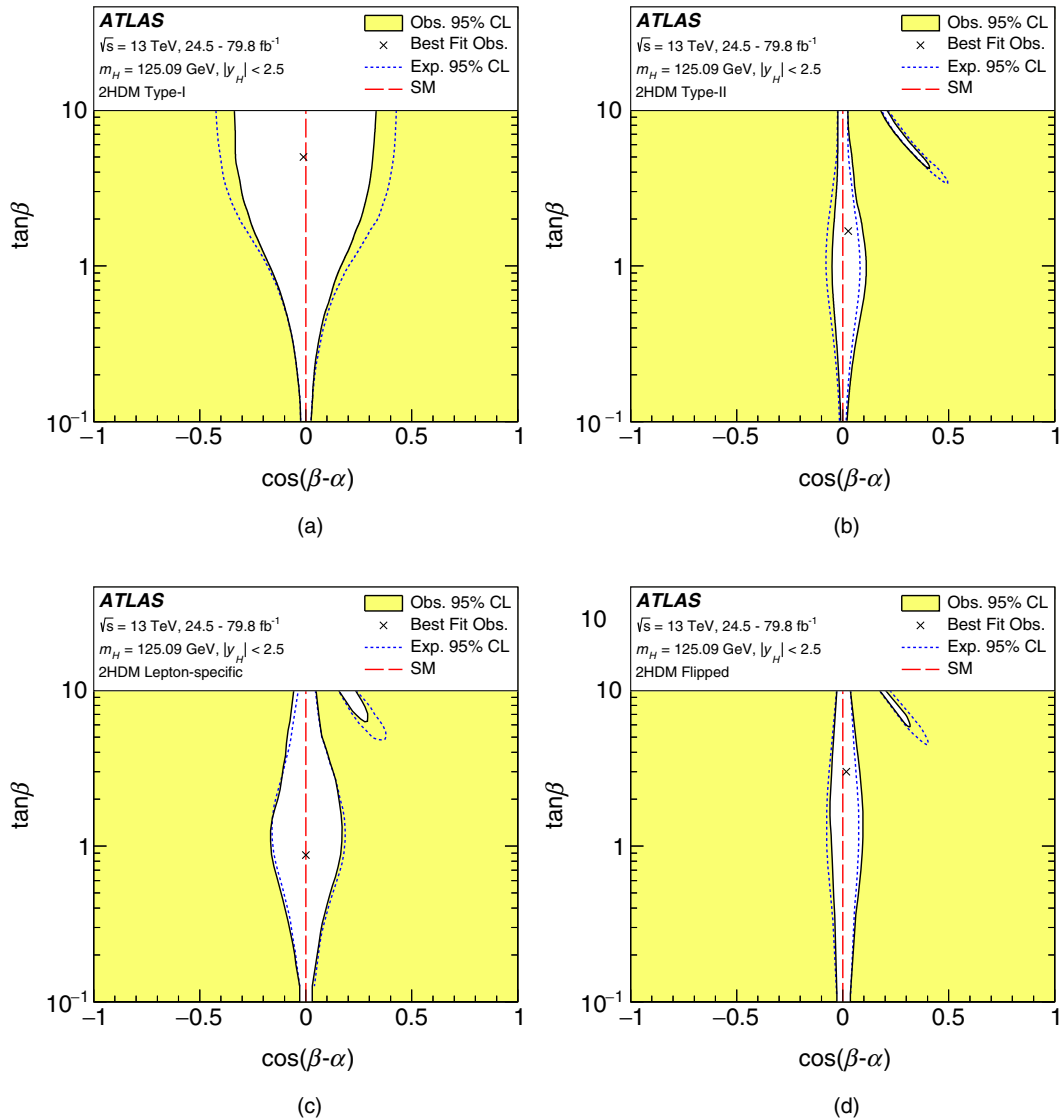 ATLAS
√s = 13 TeV, 24.5 - 79.8 fb⁻¹
m_H = 125.09 GeV, |y_H| < 2.5
2HDM Type-I
Obs. 95% CL
Best Fit Obs.
Exp. 95% CL
SM
10
1
10⁻¹
tanβ
−1 −0.5 0 0.5 1
cos(β-α)
(a)
ATLAS
√s = 13 TeV, 24.5 - 79.8 fb⁻¹
m_H = 125.09 GeV, |y_H| < 2.5
2HDM Type-II
Obs. 95% CL
Best Fit Obs.
Exp. 95% CL
SM
10
1
10⁻¹
tanβ
−1 −0.5 0 0.5 1
cos(β-α)
(b)
ATLAS
√s = 13 TeV, 24.5 - 79.8 fb⁻¹
m_H = 125.09 GeV, |y_H| < 2.5
2HDM Lepton-specific
Obs. 95% CL
Best Fit Obs.
Exp. 95% CL
SM
10
1
10⁻¹
tanβ
−1 −0.5 0 0.5 1
cos(β-α)
(c)
10
ATLAS
√s = 13 TeV, 24.5 - 79.8 fb⁻¹
m_H = 125.09 GeV, |y_H| < 2.5
2HDM Flipped
Obs. 95% CL
Best Fit Obs.
Exp. 95% CL
SM
10
1
10⁻¹
tanβ
−1 −0.5 0 0.5 1
cos(β-α)
(d)